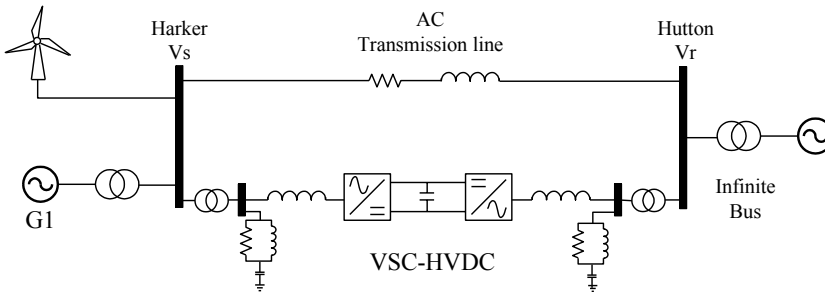 Harker
Vs
AC
Transmission line
Hutton
Vr
G1
Infinite
Bus
VSC-HVDC